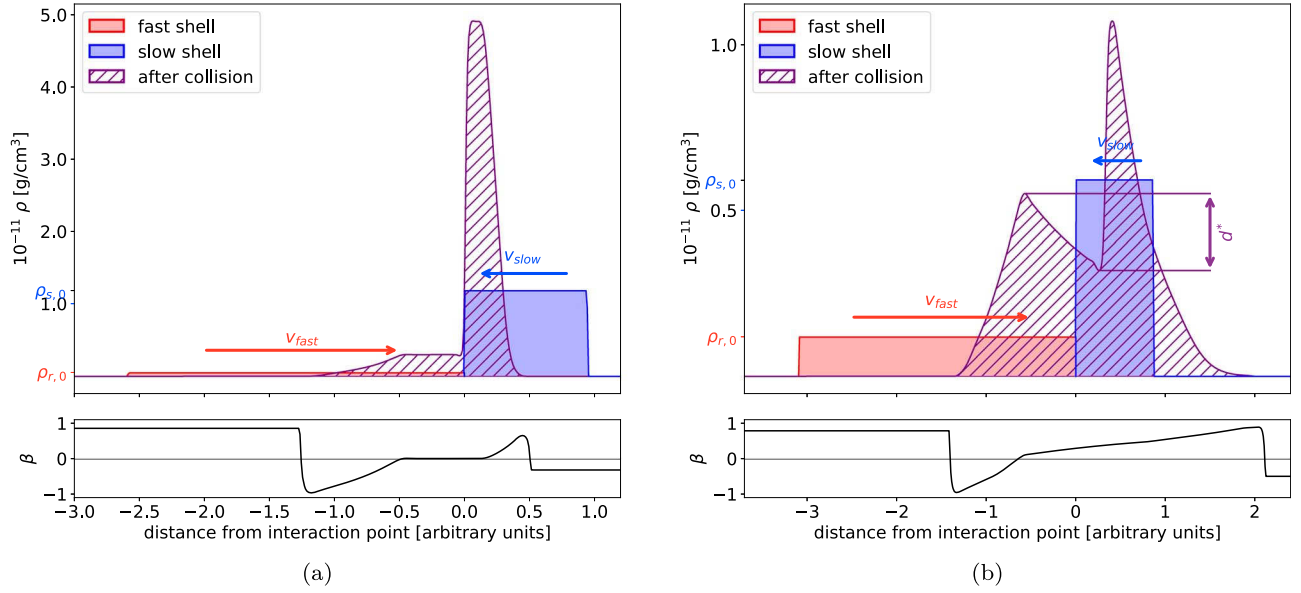 fast shell
slow shell
after collision
5.0
4.0
3.0
2.0
1.0
10⁻¹¹ ρ [g/cm³]
ρs,0
ρr,0
vslow
vfast
1
0
−1
β
−3.0 −2.5 −2.0 −1.5 −1.0 −0.5 0.0 0.5 1.0
distance from interaction point [arbitrary units]
(a)
fast shell
slow shell
after collision
1.0
0.5
10⁻¹¹ ρ [g/cm³]
ρs,0
ρr,0
vslow
vfast
d*
1
0
−1
β
−3 −2 −1 0 1 2
distance from interaction point [arbitrary units]
(b)